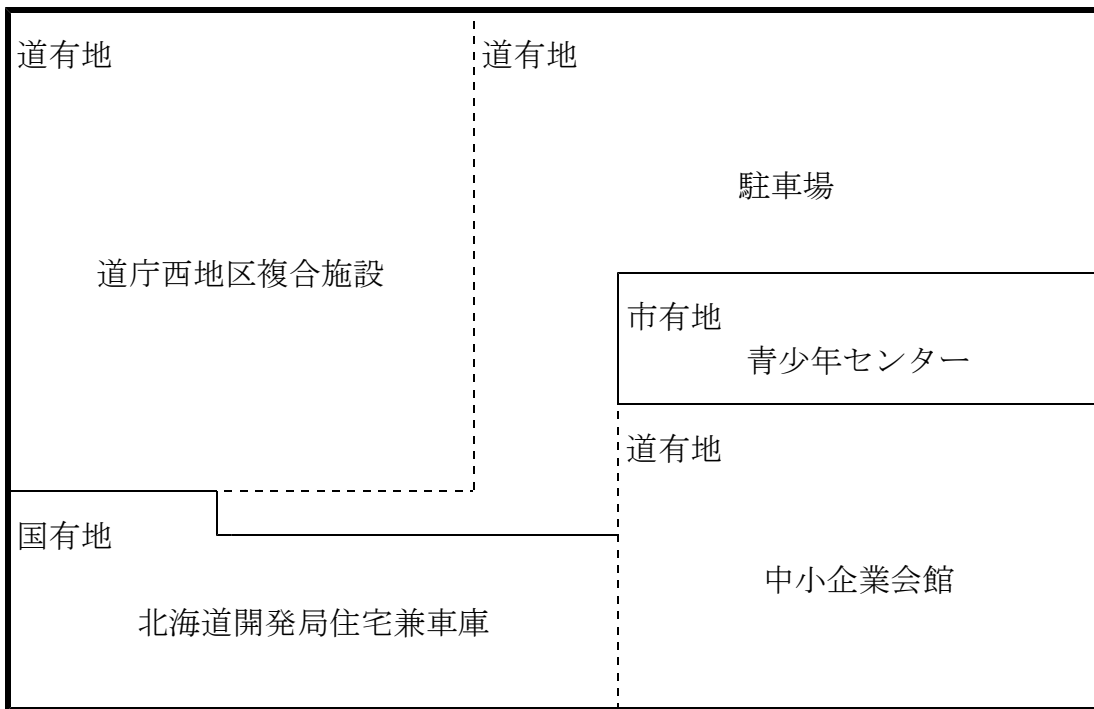 道有地
道有地
駐車場
道庁西地区複合施設
市有地
青少年センター
道有地
国有地
中小企業会館
北海道開発局住宅兼車庫